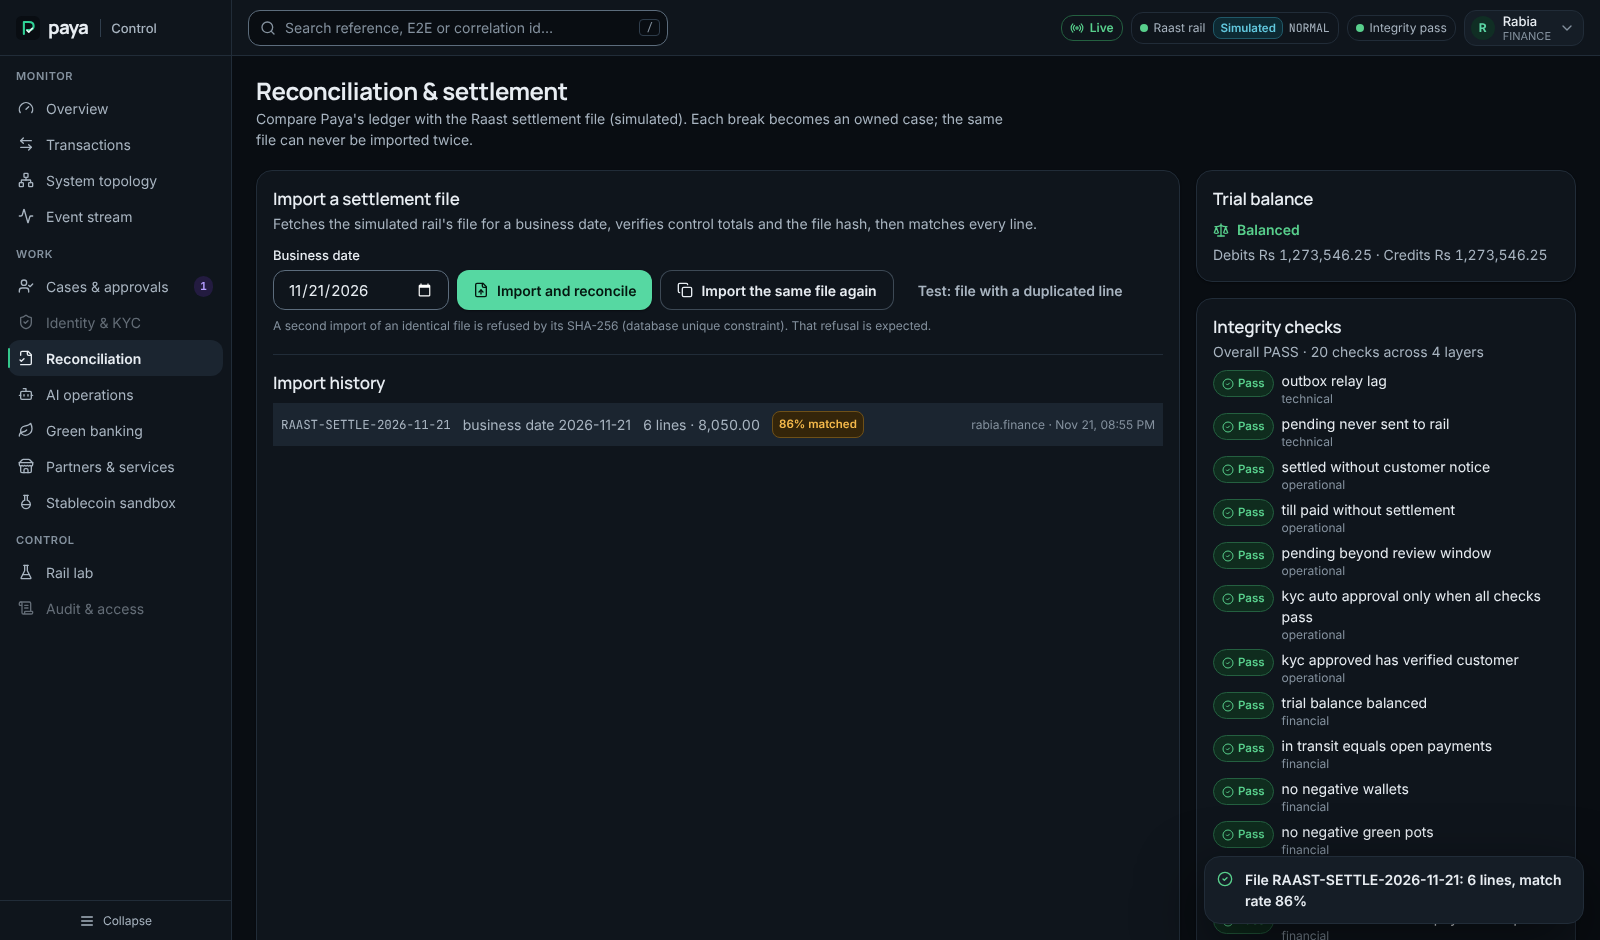 paya Control
Search reference, E2E or correlation id... /
Live
Raast rail Simulated NORMAL
Integrity pass
R Rabia
FINANCE
MONITOR
Overview
Transactions
System topology
Event stream
WORK
Cases & approvals 1
Identity & KYC
Reconciliation
AI operations
Green banking
Partners & services
Stablecoin sandbox
CONTROL
Rail lab
Audit & access
Collapse
Reconciliation & settlement
Compare Paya's ledger with the Raast settlement file (simulated). Each break becomes an owned case; the same
file can never be imported twice.
Import a settlement file
Fetches the simulated rail's file for a business date, verifies control totals and the file hash, then matches every line.
Business date
11/21/2026 Import and reconcile Import the same file again Test: file with a duplicated line
A second import of an identical file is refused by its SHA-256 (database unique constraint). That refusal is expected.
Import history
RAAST-SETTLE-2026-11-21 business date 2026-11-21 6 lines · 8,050.00 86% matched rabia.finance · Nov 21, 08:55 PM
Trial balance
Balanced
Debits Rs 1,273,546.25 · Credits Rs 1,273,546.25
Integrity checks
Overall PASS · 20 checks across 4 layers
Pass outbox relay lag
technical
Pass pending never sent to rail
technical
Pass settled without customer notice
operational
Pass till paid without settlement
operational
Pass pending beyond review window
operational
Pass kyc auto approval only when all checks
pass
operational
Pass kyc approved has verified customer
operational
Pass trial balance balanced
financial
Pass in transit equals open payments
financial
Pass no negative wallets
financial
Pass no negative green pots
financial
File RAAST-SETTLE-2026-11-21: 6 lines, match
rate 86%
financial